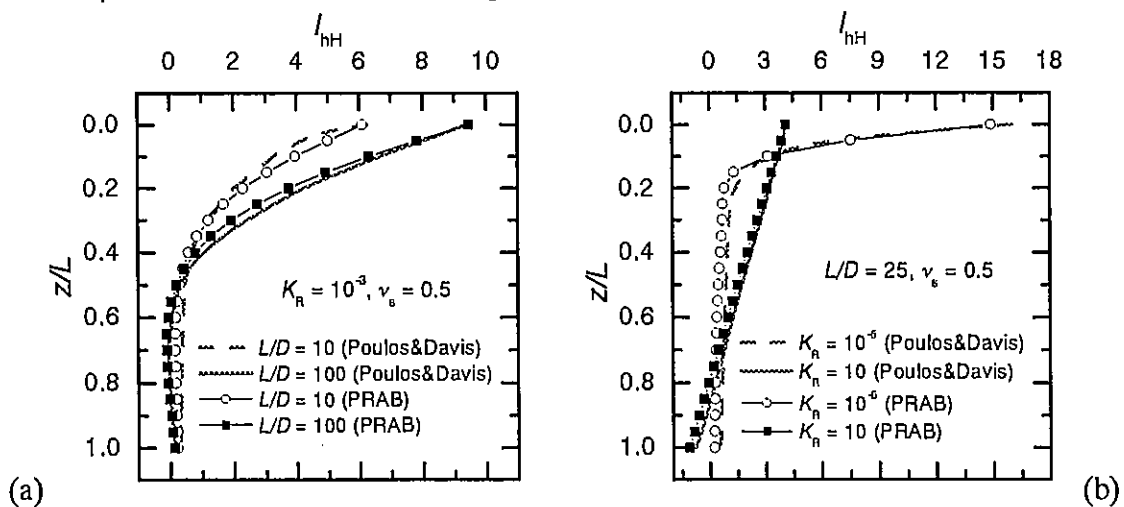 I_hH
0 2 4 6 8 10
z/L
0.0
0.2
0.4
0.6
0.8
1.0
K_R = 10^-3, ν_s = 0.5
L/D = 10 (Poulos&Davis)
L/D = 100 (Poulos&Davis)
L/D = 10 (PRAB)
L/D = 100 (PRAB)
(a)
I_hH
0 3 6 9 12 15 18
z/L
0.0
0.2
0.4
0.6
0.8
1.0
L/D = 25, ν_s = 0.5
K_R = 10^-5 (Poulos&Davis)
K_R = 10 (Poulos&Davis)
K_R = 10^-5 (PRAB)
K_R = 10 (PRAB)
(b)